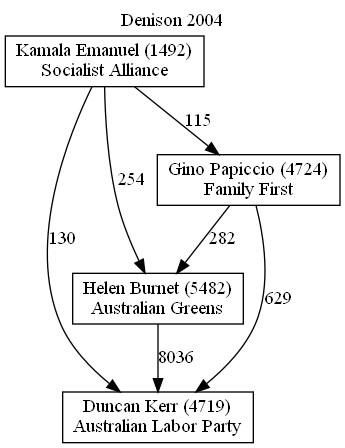 Denison 2004
Kamala Emanuel (1492)
Socialist Alliance
115
Gino Papiccio (4724)
Family First
254
130
282
Helen Burnet (5482)
Australian Greens
629
8036
Duncan Kerr (4719)
Australian Labor Party